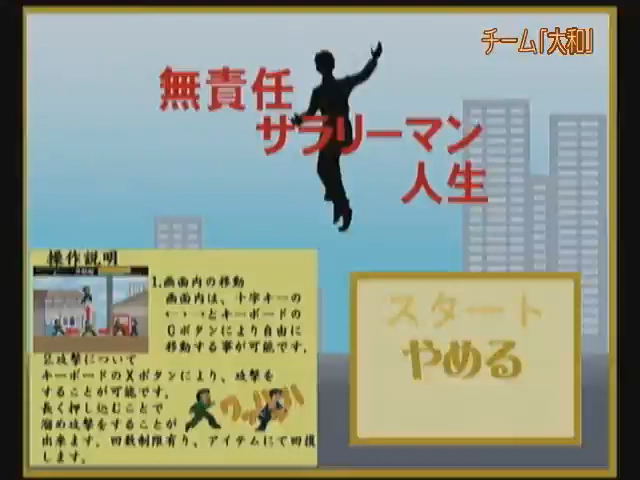 チーム「大和」
無責任
サラリーマン
人生
操作説明
1.画面内の移動
画面内は、十字キーの
←・→とキーボードの
Cボタンにより自由に
移動する事が可能です.
2.攻撃について
キーボードのXボタンにより、攻撃を
することが可能です.
長く押し込むことで
溜め攻撃をすることが
出来ます。回数制限有り、アイテムにて回復
します。
スタート
やめる